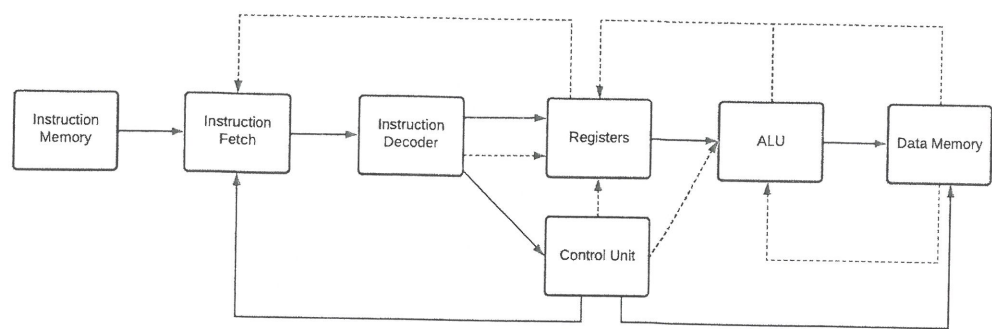 Instruction
Memory
Instruction
Fetch
Instruction
Decoder
Registers
ALU
Data Memory
Control Unit